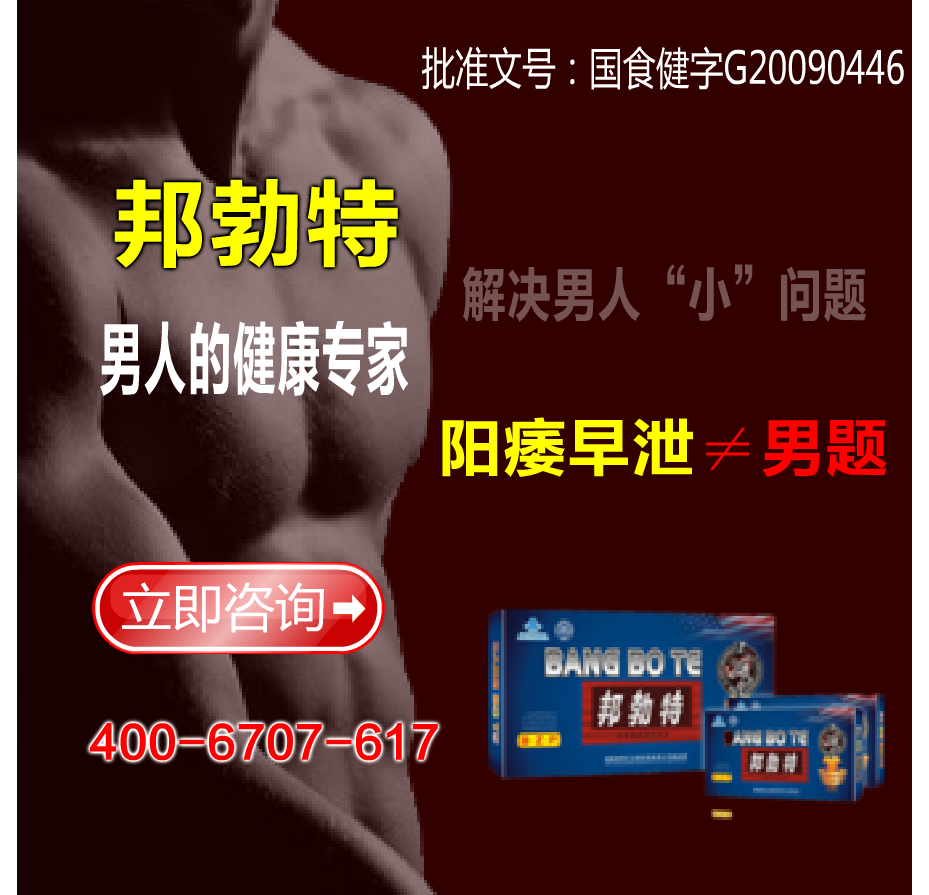 批准文号：国食健字G20090446
邦勃特
解决男人“小”问题
男人的健康专家
阳痿早泄≠男题
立即咨询
400-6707-617
BANG BO TE
邦勃特
BANG BO TE
邦勃特